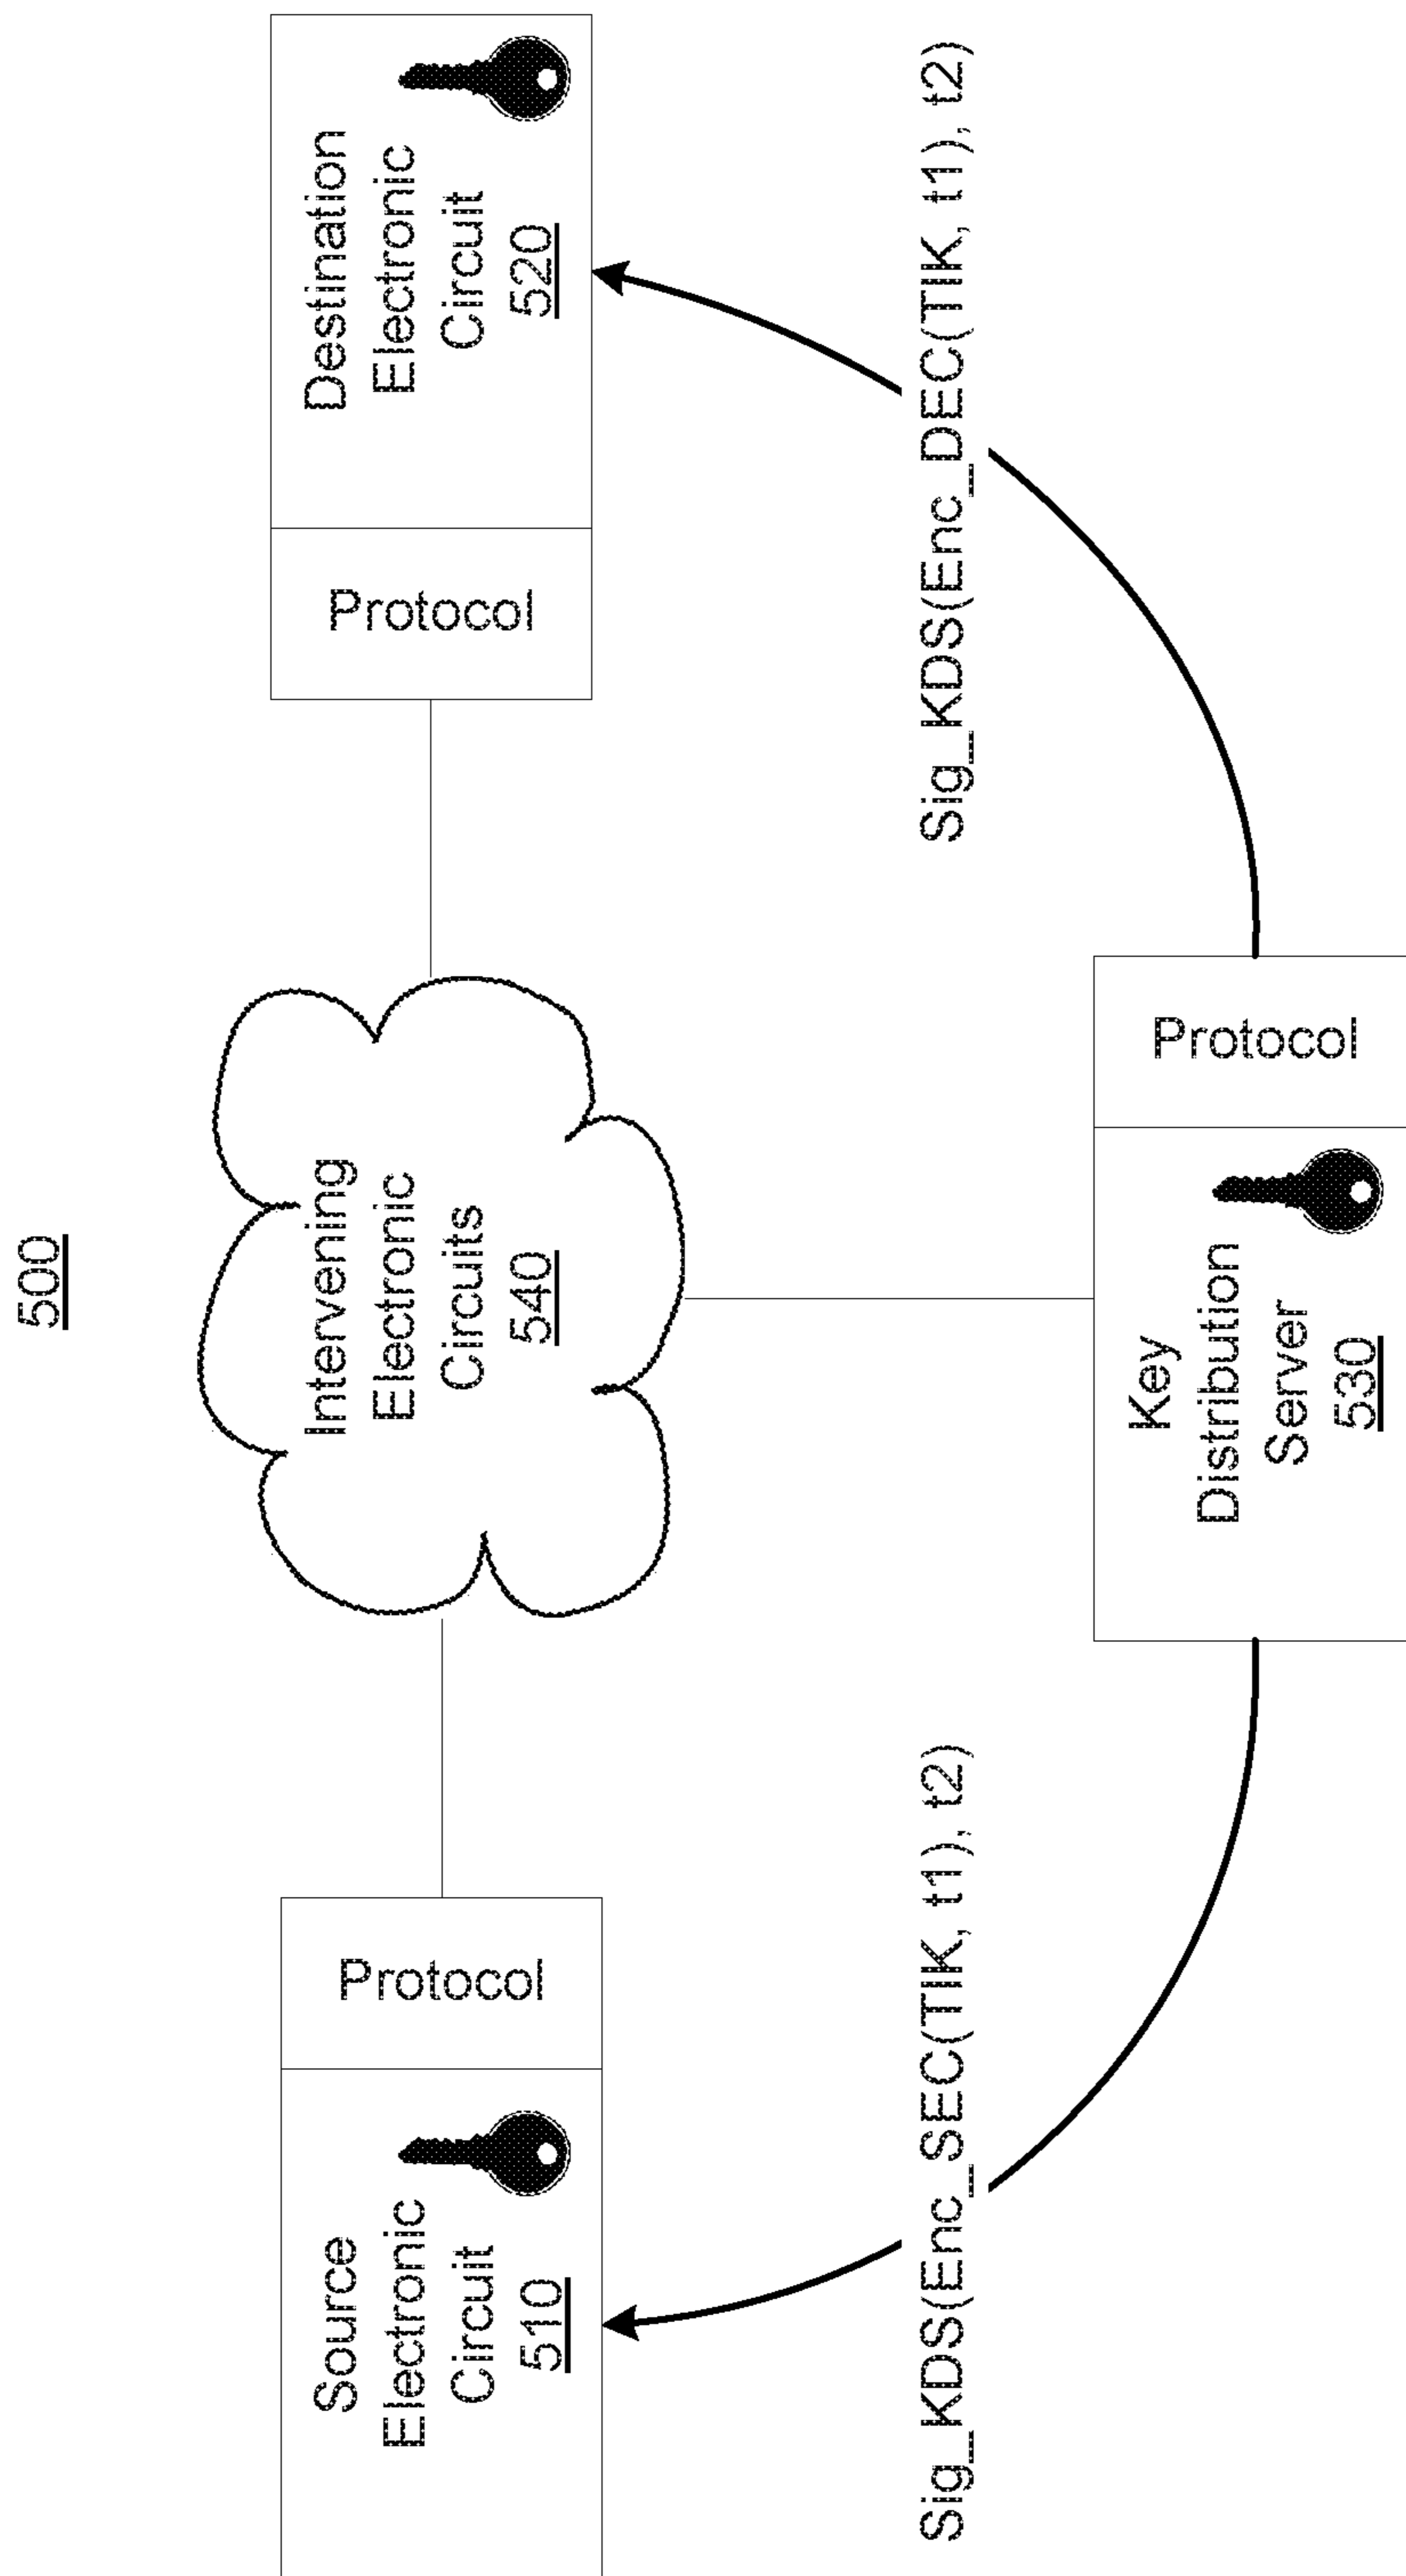 500
Source
Electronic
Circuit
510
Protocol
Intervening
Electronic
Circuits
540
Protocol
Destination
Electronic
Circuit
520
Sig_KDS(Enc_SEC(TIK, t1), t2)
Sig_KDS(Enc_DEC(TIK, t1), t2)
Key
Distribution
Server
530
Protocol